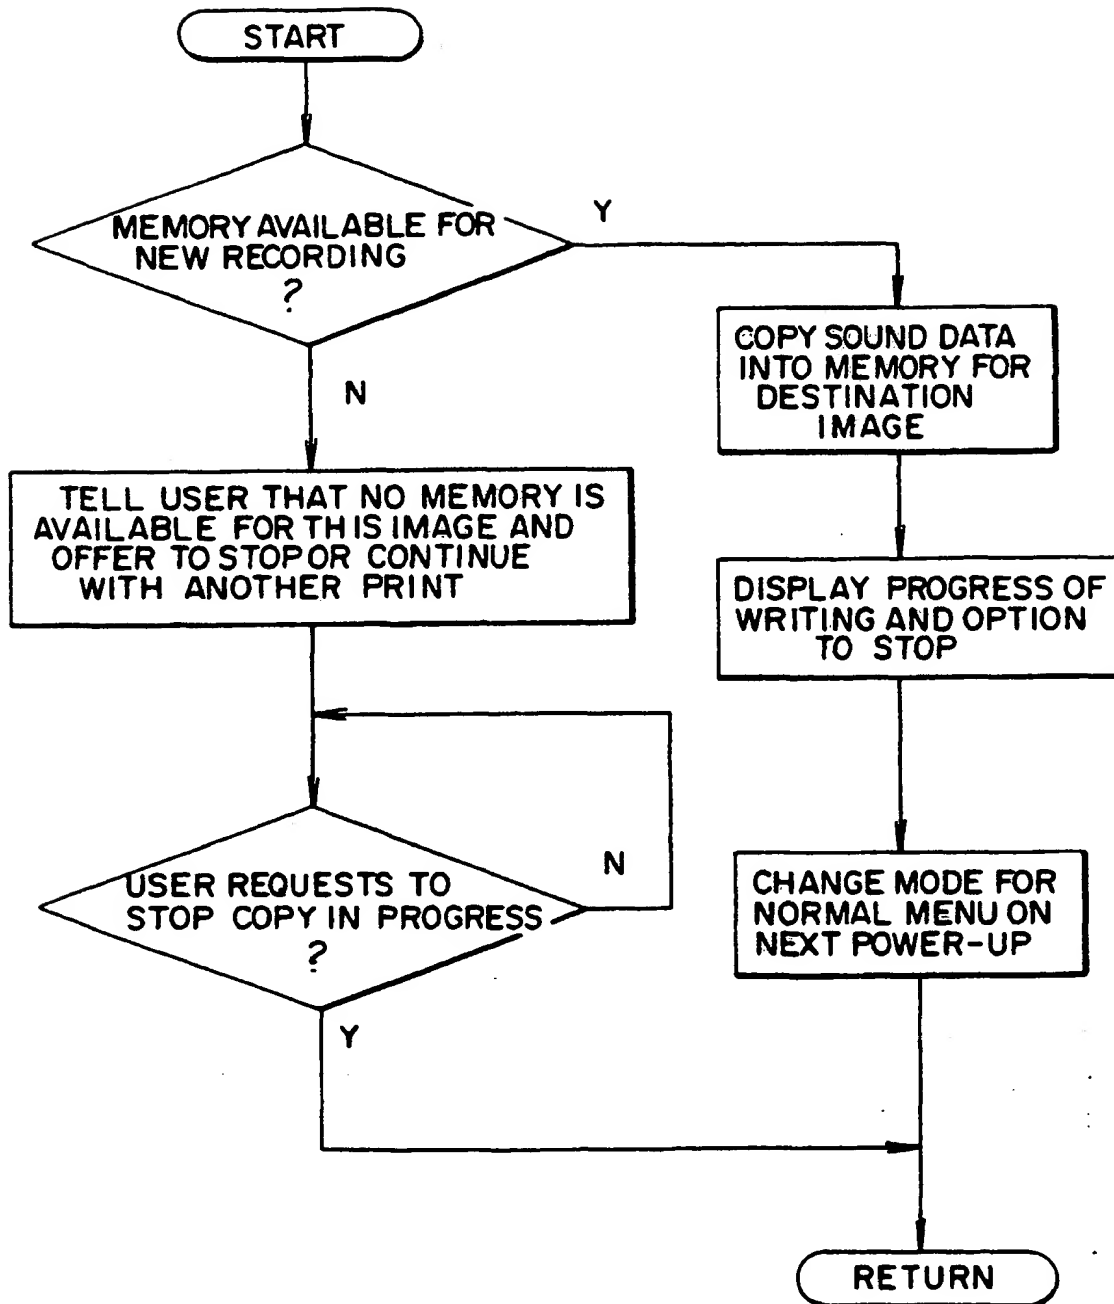 START
MEMORY AVAILABLE FOR
NEW RECORDING
?
Y
N
COPY SOUND DATA
INTO MEMORY FOR
DESTINATION
IMAGE
TELL USER THAT NO MEMORY IS
AVAILABLE FOR THIS IMAGE AND
OFFER TO STOP OR CONTINUE
WITH ANOTHER PRINT
DISPLAY PROGRESS OF
WRITING AND OPTION
TO STOP
USER REQUESTS TO
STOP COPY IN PROGRESS
?
N
Y
CHANGE MODE FOR
NORMAL MENU ON
NEXT POWER-UP
RETURN